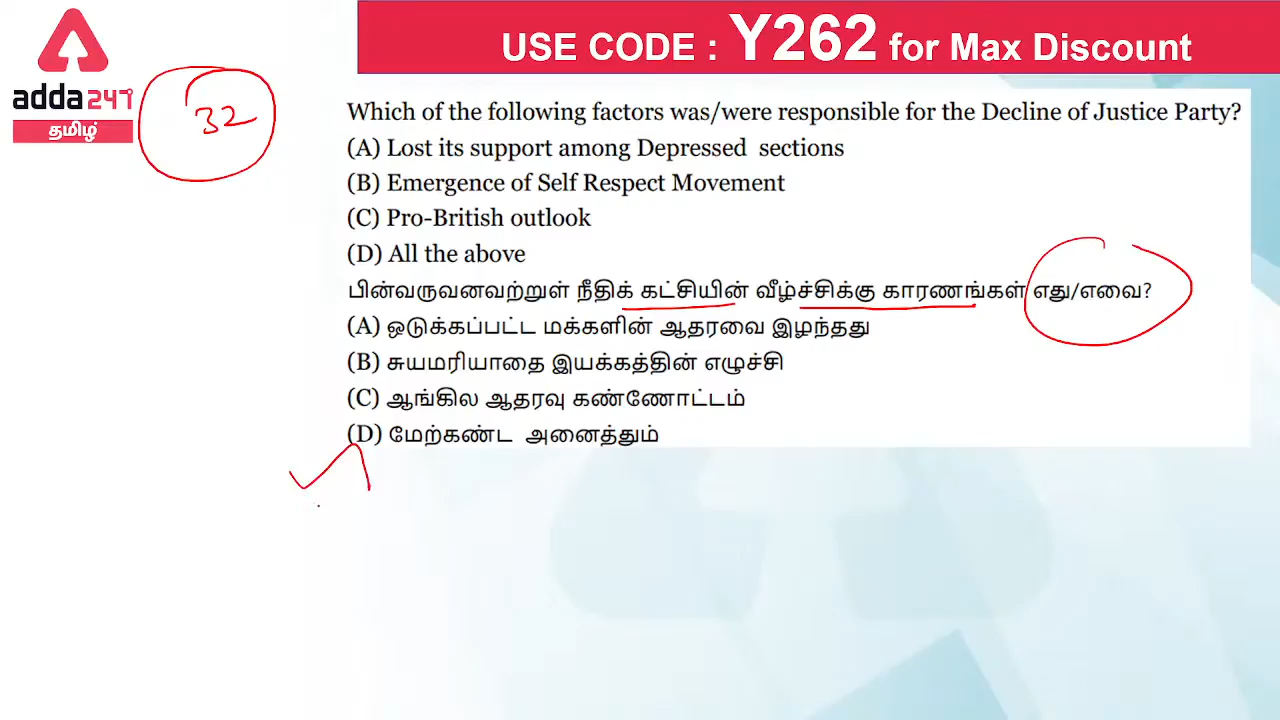 USE CODE : Y262 for Max Discount
adda247
தமிழ்
32
Which of the following factors was/were responsible for the Decline of Justice Party?
(A) Lost its support among Depressed sections
(B) Emergence of Self Respect Movement
(C) Pro-British outlook
(D) All the above
பின்வருவனவற்றுள் நீதிக் கட்சியின் வீழ்ச்சிக்கு காரணங்கள் எது/எவை?
(A) ஒடுக்கப்பட்ட மக்களின் ஆதரவை இழந்தது
(B) சுயமரியாதை இயக்கத்தின் எழுச்சி
(C) ஆங்கில ஆதரவு கண்ணோட்டம்
(D) மேற்கண்ட அனைத்தும்